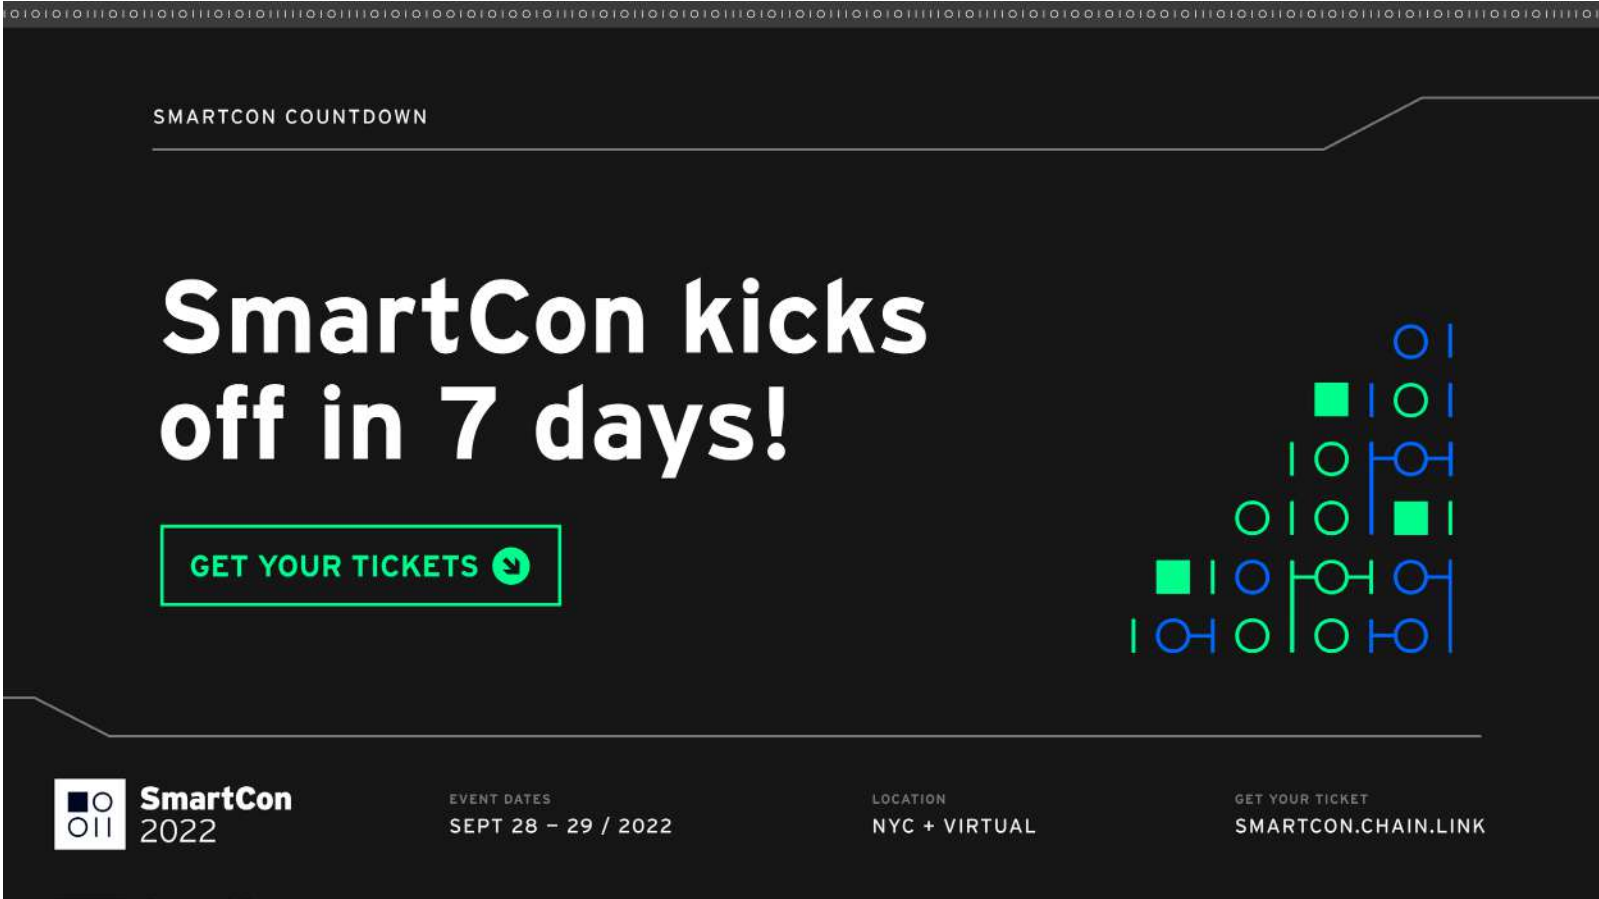 SMARTCON COUNTDOWN
SmartCon kicks
off in 7 days!
GET YOUR TICKETS
SmartCon
2022
EVENT DATES
SEPT 28 – 29 / 2022
LOCATION
NYC + VIRTUAL
GET YOUR TICKET
SMARTCON.CHAIN.LINK